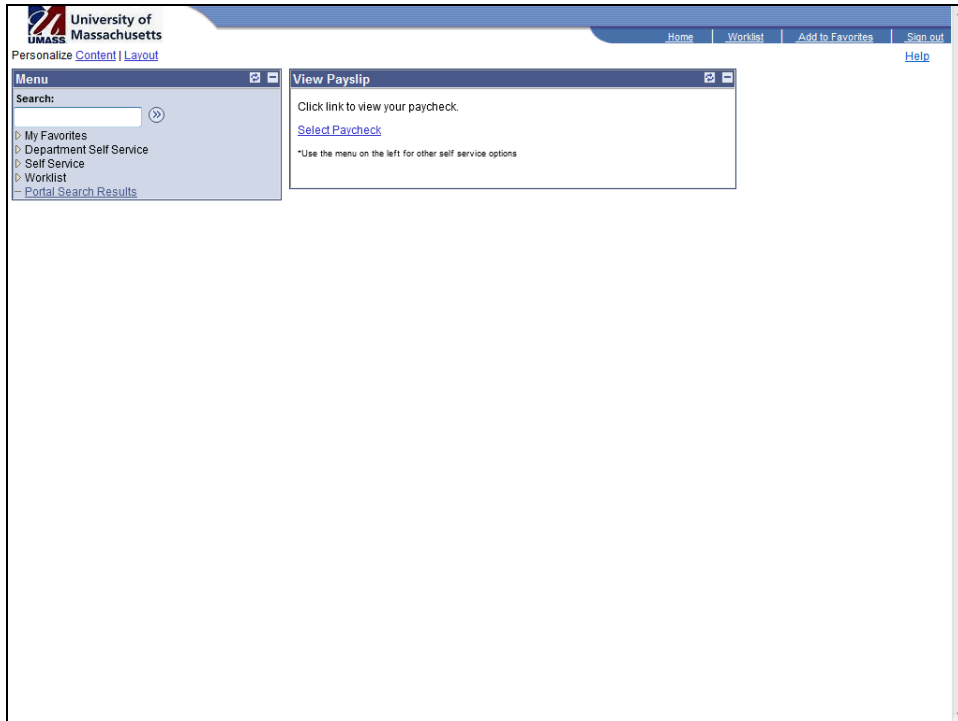 University of
Massachusetts
UMASS
Home Worklist Add to Favorites Sign out
Personalize Content | Layout
Help
Menu
Search:
My Favorites
Department Self Service
Self Service
Worklist
Portal Search Results
View Payslip
Click link to view your paycheck.
Select Paycheck
*Use the menu on the left for other self service options